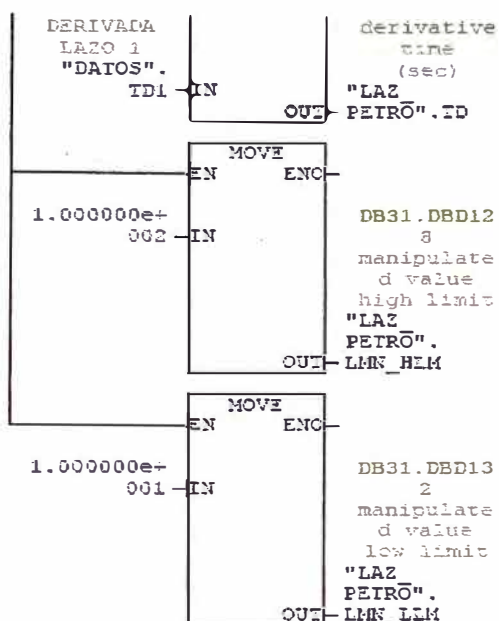 DERIVADA
LAZO 1
"DATOS".
TD1
IN
derivative
time
(sec)
"LAZ_
OUT
PETRO".TD
MOVE
EN
ENO
1.000000e+
002
IN
DB31.DBD12
8
manipulate
d value
high limit
"LAZ_
PETRO".
OUT
LMN_HLM
MOVE
EN
ENO
1.000000e+
001
IN
DB31.DBD13
2
manipulate
d value
low limit
"LAZ_
PETRO".
OUT
LMN_LLM